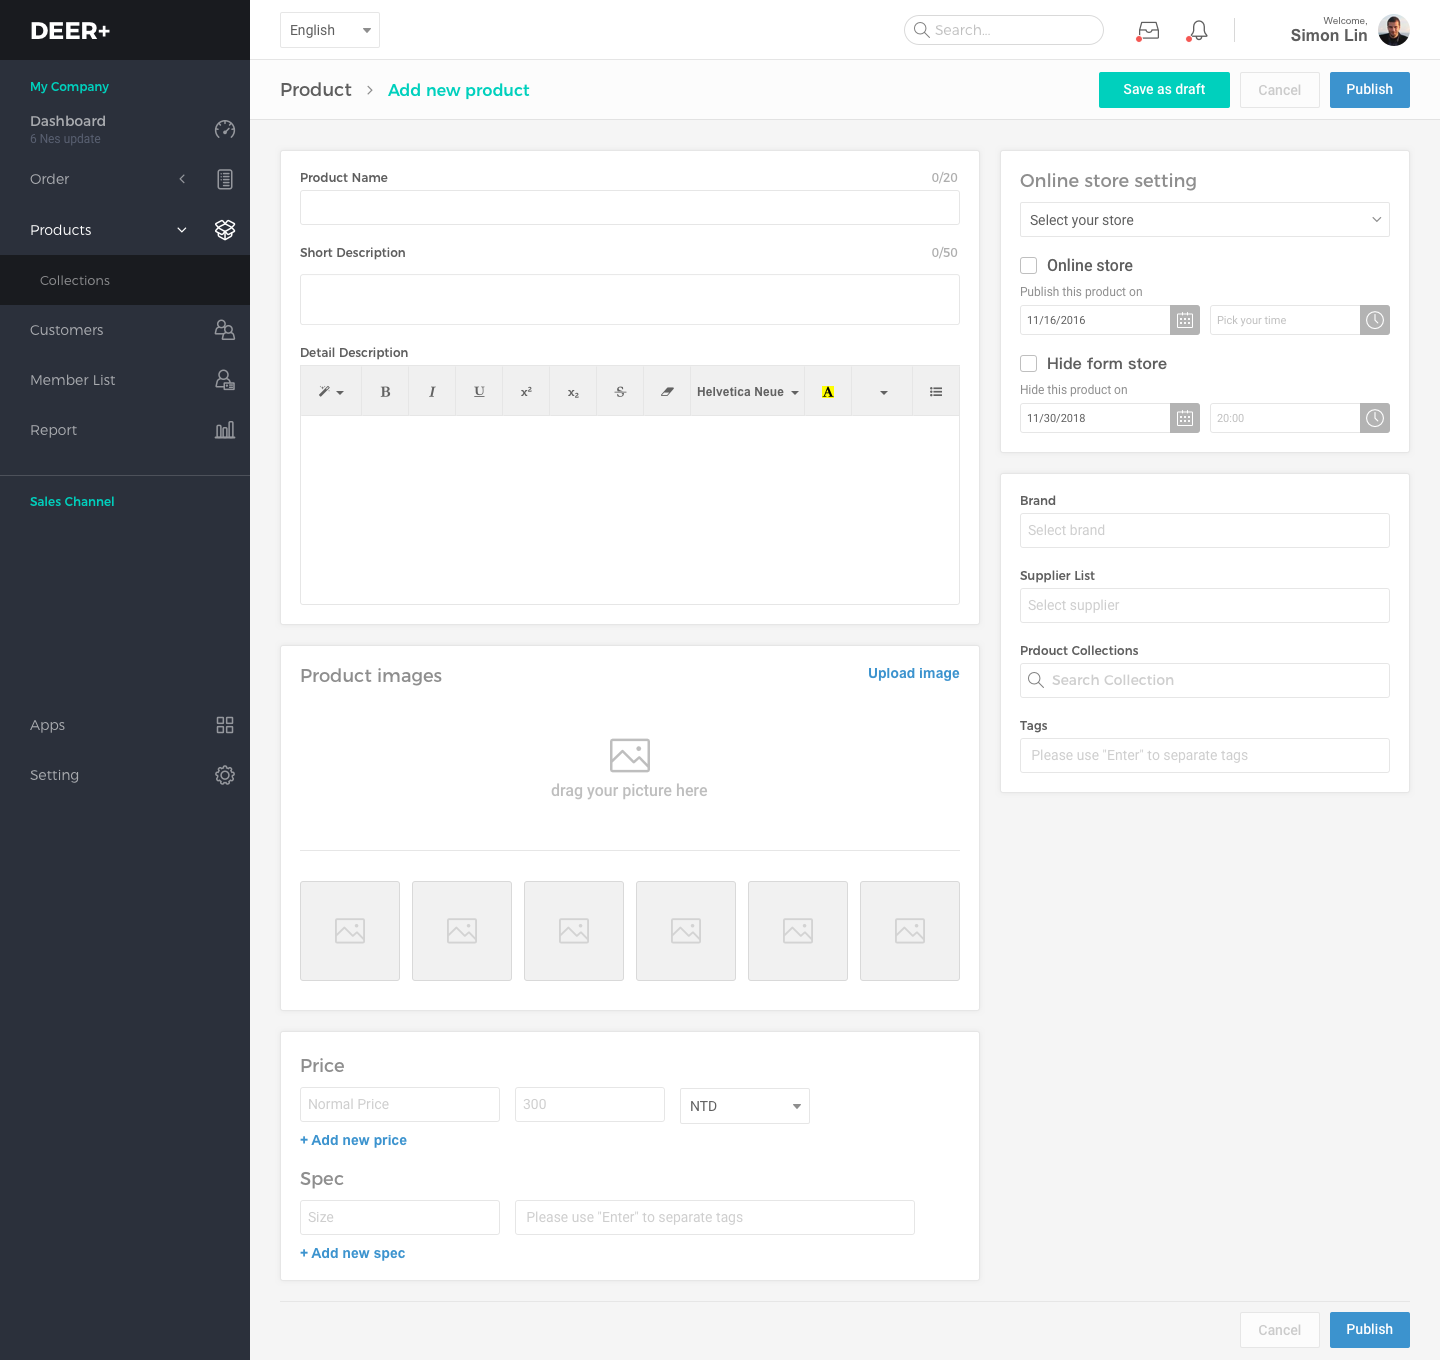 DEER+
English
Search...
Welcome,
Simon Lin
My Company
Dashboard
6 Nes update
Order
Products
Collections
Customers
Member List
Report
Sales Channel
Apps
Setting
Product > Add new product
Save as draft
Cancel
Publish
Product Name
0/20
Short Description
0/50
Detail Description
B
I
U
x²
x₂
S
Helvetica Neue
A
Product images
Upload image
drag your picture here
Price
Normal Price
300
NTD
+ Add new price
Spec
Size
Please use "Enter" to separate tags
+ Add new spec
Online store setting
Select your store
Online store
Publish this product on
11/16/2016
Pick your time
Hide form store
Hide this product on
11/30/2018
20:00
Brand
Select brand
Supplier List
Select supplier
Prdouct Collections
Search Collection
Tags
Please use "Enter" to separate tags
Cancel
Publish